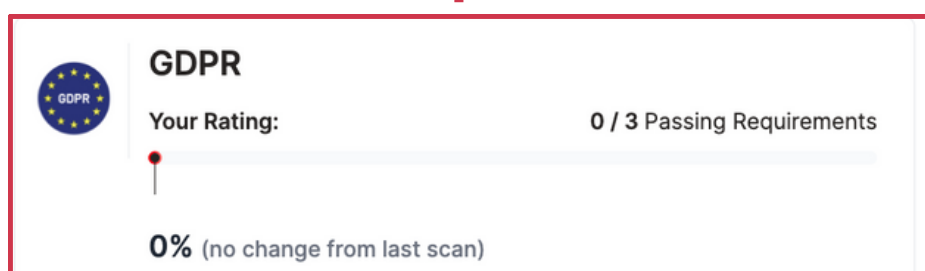 GDPR
GDPR
Your Rating:
0 / 3 Passing Requirements
0% (no change from last scan)